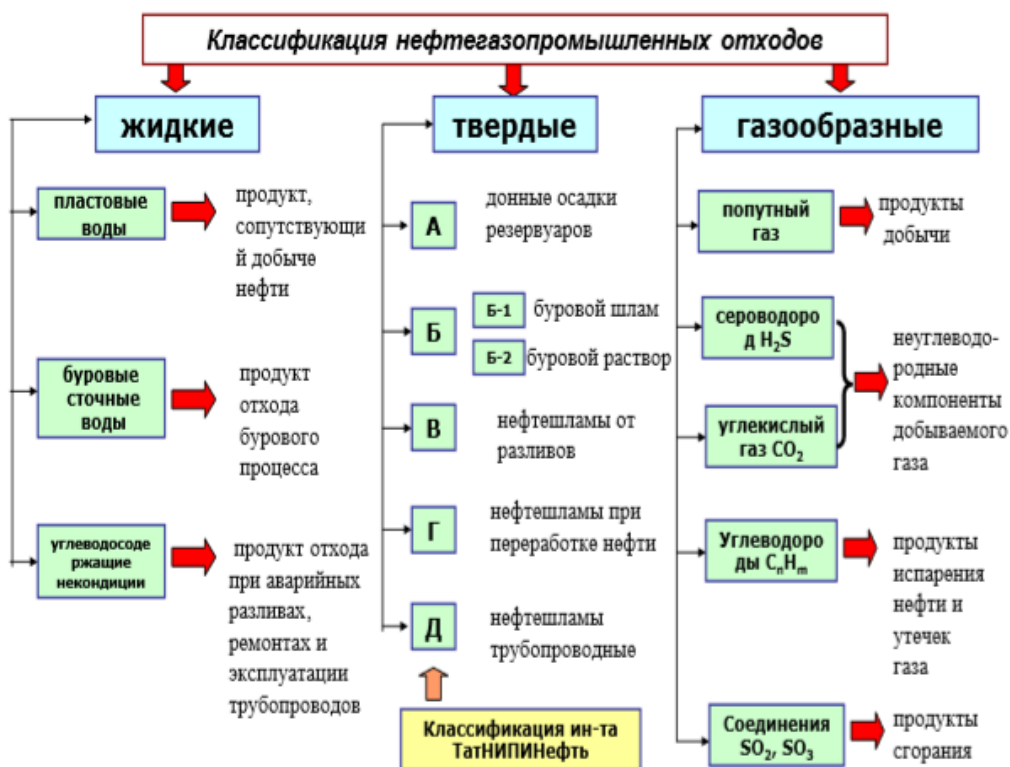 Классификация нефтегазопромышленных отходов
жидкие
пластовые
воды
продукт,
сопутствующи
й добыче
нефти
буровые
сточные
воды
продукт
отхода
бурового
процесса
углеводосоде
ржащие
некондиции
продукт отхода
при аварийных
разливах,
ремонтах и
эксплуатации
трубопроводов
твердые
А
донные осадки
резервуаров
Б
Б-1 буровой шлам
Б-2 буровой раствор
В
нефтешламы от
разливов
Г
нефтешламы при
переработке нефти
Д
нефтешламы
трубопроводные
Классификация ин-та
ТатНИПИНефть
газообразные
попутный
газ
продукты
добычи
сероводоро
д H₂S
углекислый
газ CO₂
неуглеводо-
родные
компоненты
добываемого
газа
Углеводоро
ды CₙHₘ
продукты
испарения
нефти и
утечек
газа
Соединения
SO₂, SO₃
продукты
сгорания